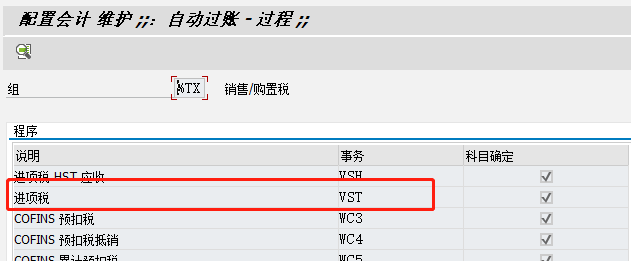 配置会计 维护 ;;: 自动过账 - 过程 ;;
组 %TX 销售/购置税
程序
说明 事务 科目确定
进项税 HST 应收 VSH
进项税 VST
COFINS 预扣税 WC3
COFINS 预扣税抵销 WC4
COFINS 累计预扣税 WC5